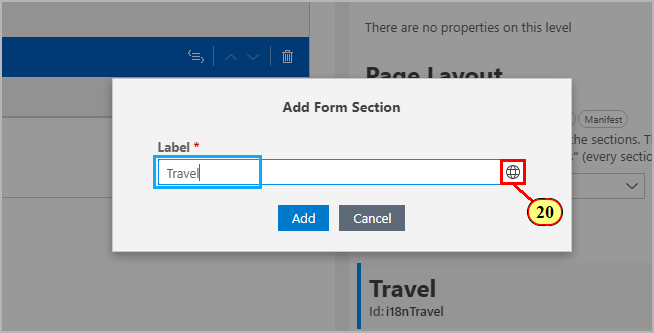 There are no properties on this level
Page Layout
Manifest
the sections. T
s" (every sectio
Add Form Section
Label *
Travel
20
Add
Cancel
Travel
Id: i18nTravel